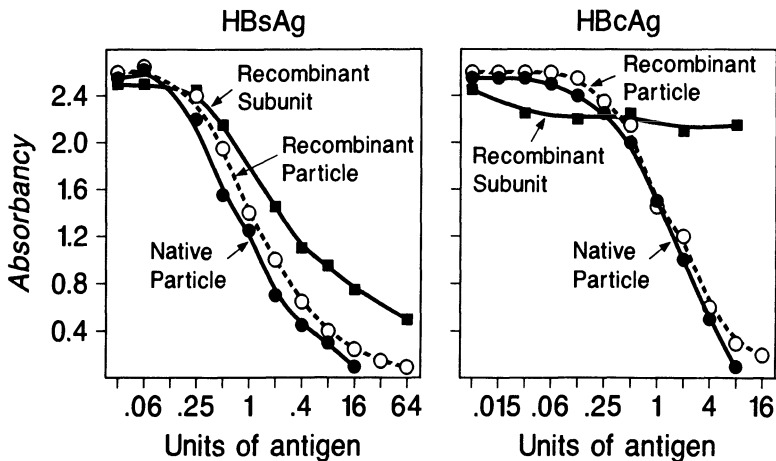 HBsAg
HBcAg
Absorbancy
2.4
2.0
1.6
1.2
0.8
0.4
Recombinant
Subunit
Recombinant
Particle
Native
Particle
.06 .25 1 .4 16 64
Units of antigen
Recombinant
Particle
Recombinant
Subunit
Native
Particle
.015 .06 .25 1 4 16
Units of antigen